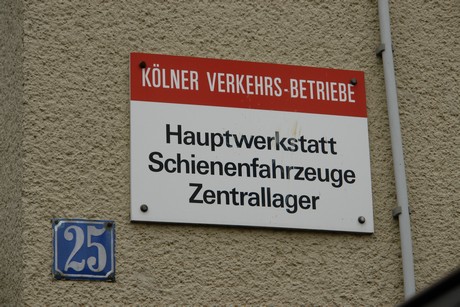 KÖLNER VERKEHRS-BETRIEBE
Hauptwerkstatt
Schienenfahrzeuge
Zentrallager
25